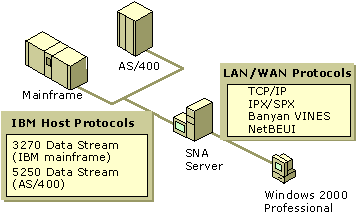 AS/400
Mainframe
LAN/WAN Protocols
TCP/IP
IPX/SPX
Banyan VINES
NetBEUI
IBM Host Protocols
3270 Data Stream
(IBM mainframe)
5250 Data Stream
(AS/400)
SNA
Server
Windows 2000
Professional